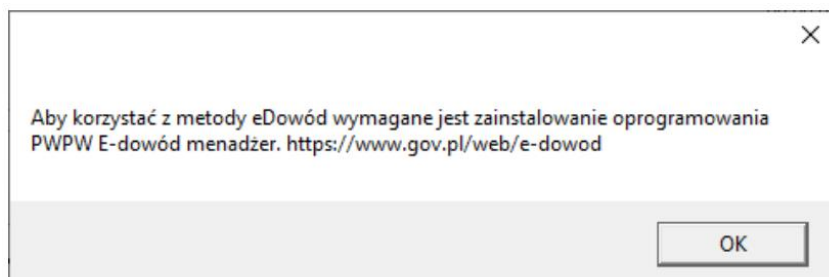 Aby korzystać z metody eDowód wymagane jest zainstalowanie oprogramowania
PWPW E-dowód menadżer. https://www.gov.pl/web/e-dowod
OK